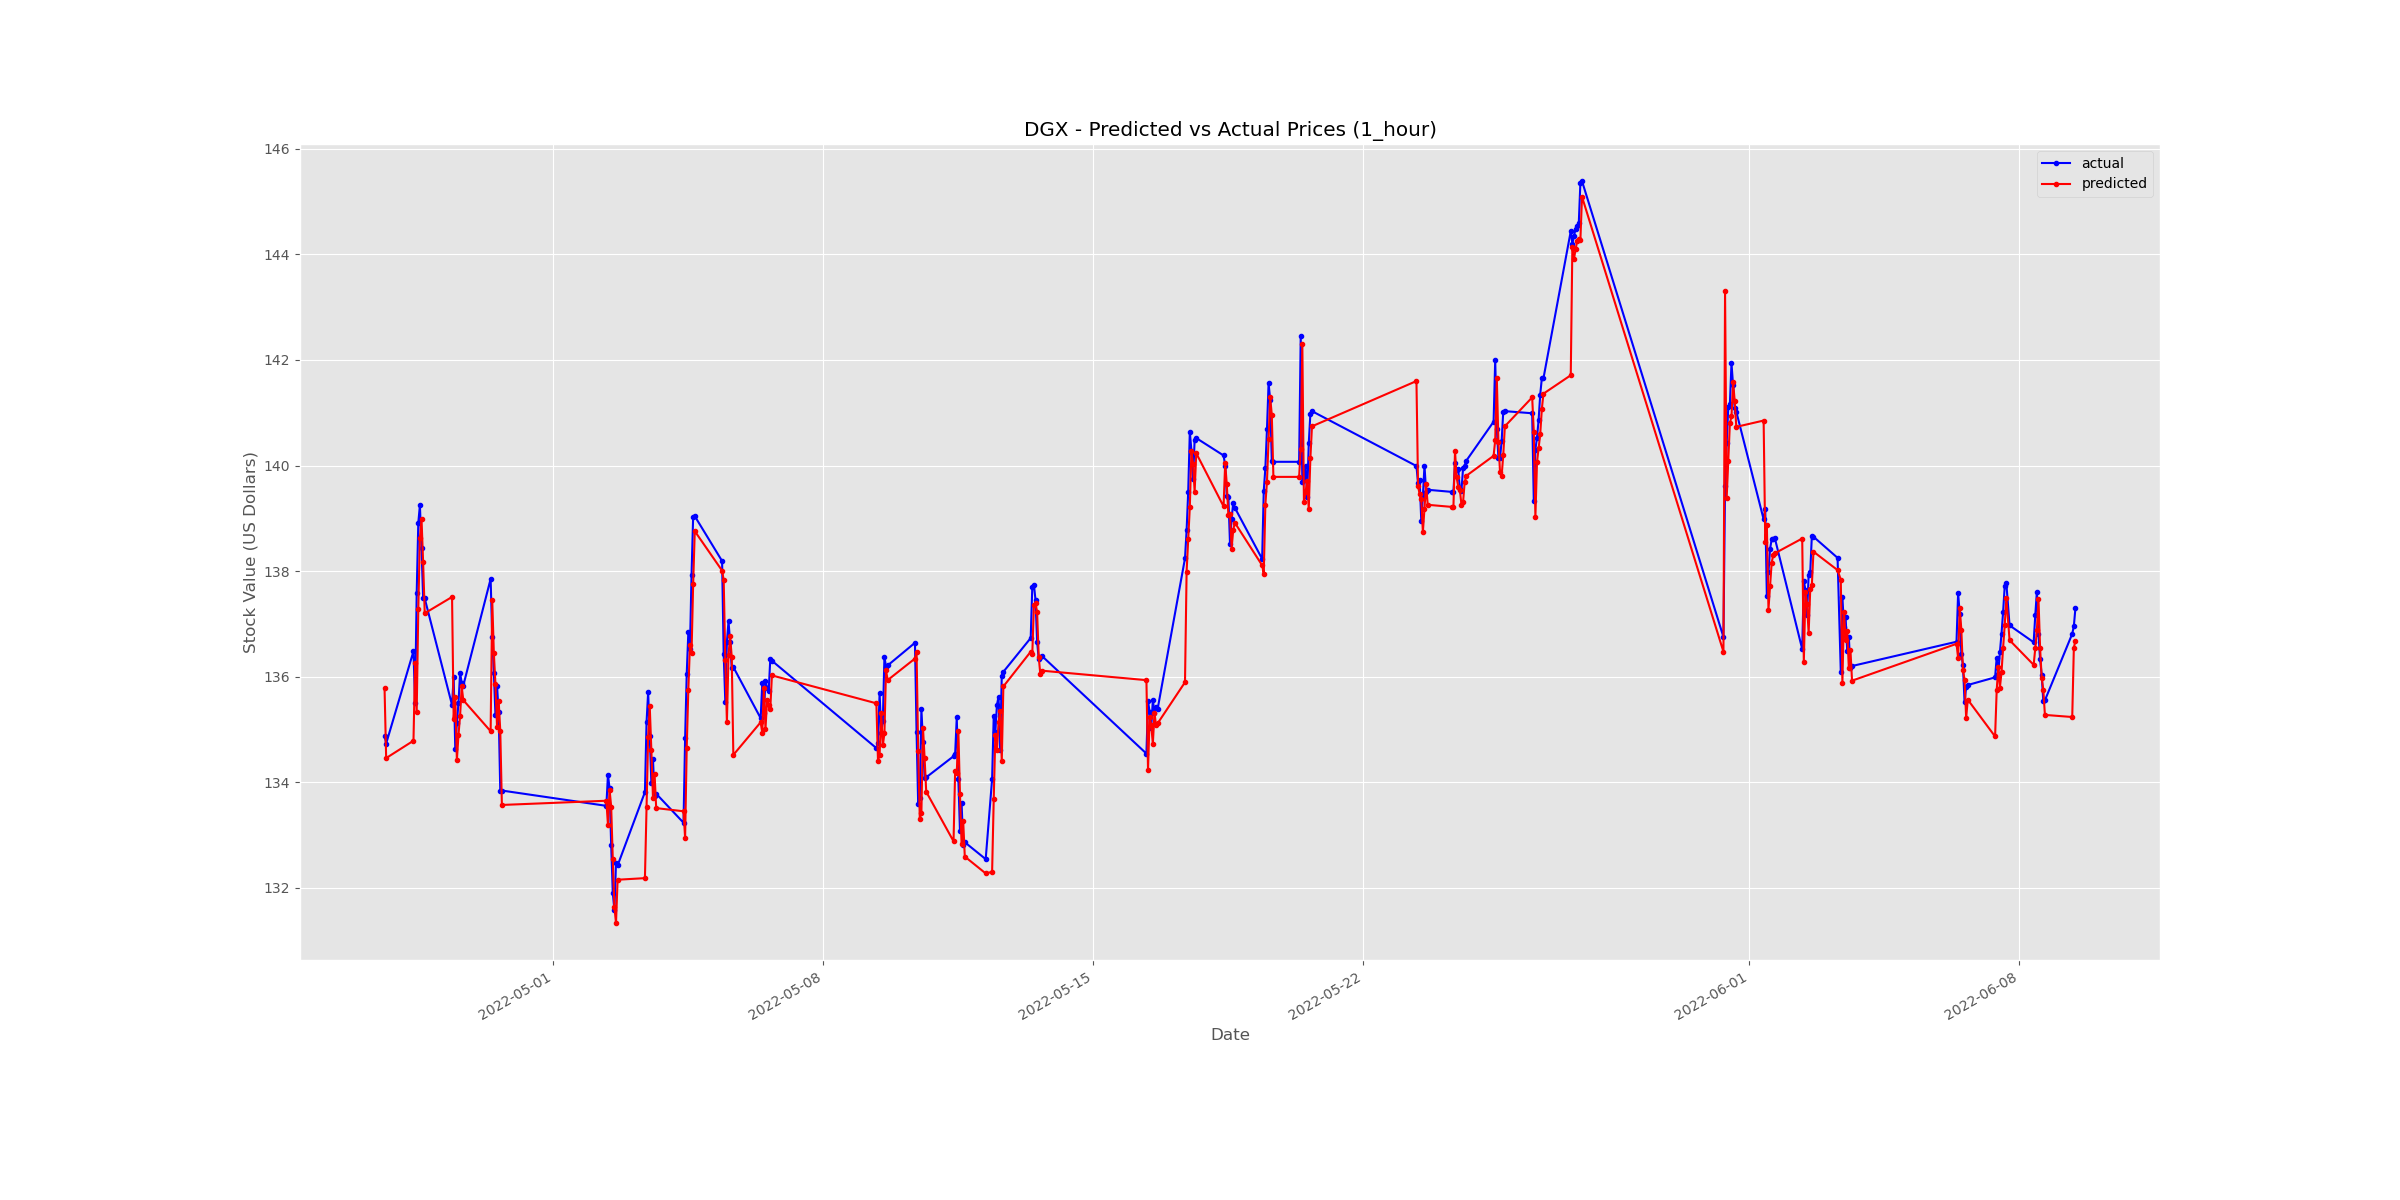 DGX - Predicted vs Actual Prices (1_hour)
146
144
142
140
138
136
134
132
Stock Value (US Dollars)
actual
predicted
2022-05-01
2022-05-08
2022-05-15
2022-05-22
2022-06-01
2022-06-08
Date